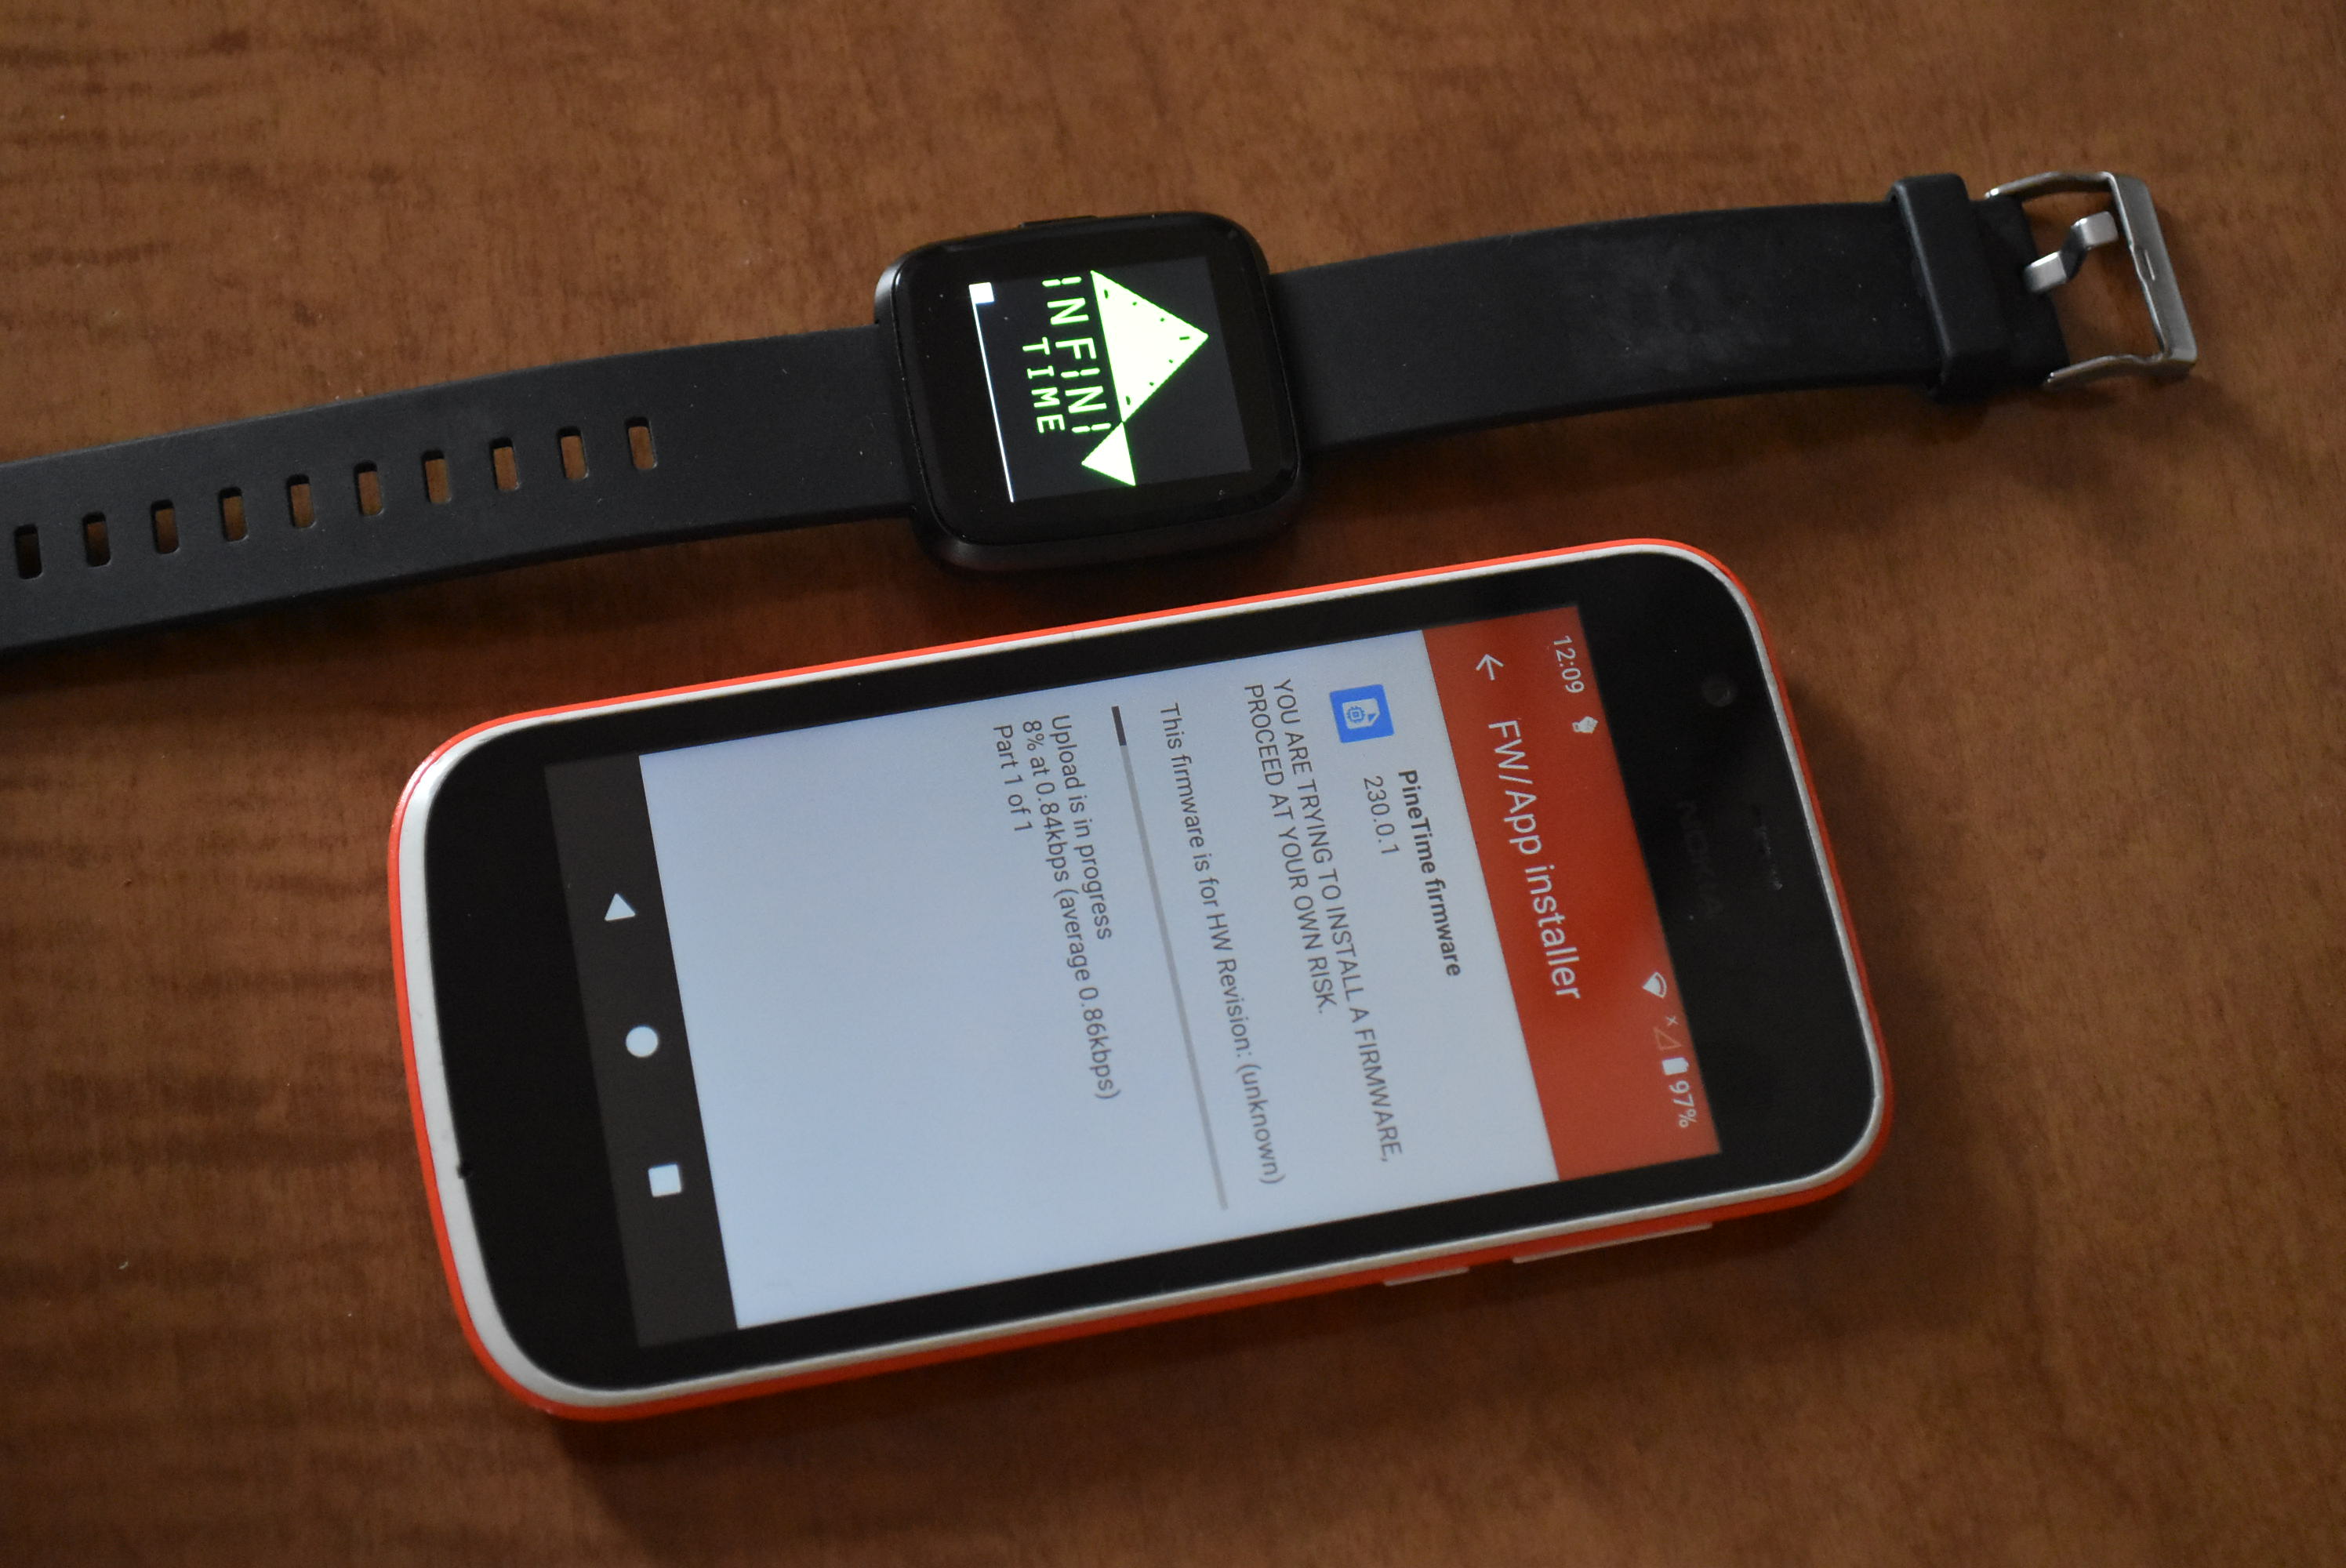 INFINI
TIME
12:09
97%
FW/App installer
PineTime firmware
230.0.1
YOU ARE TRYING TO INSTALL A FIRMWARE,
PROCEED AT YOUR OWN RISK.
This firmware is for HW Revision: (unknown)
Upload is in progress
8% at 0.84kbps (average 0.86kbps)
Part 1 of 1
NOKIA